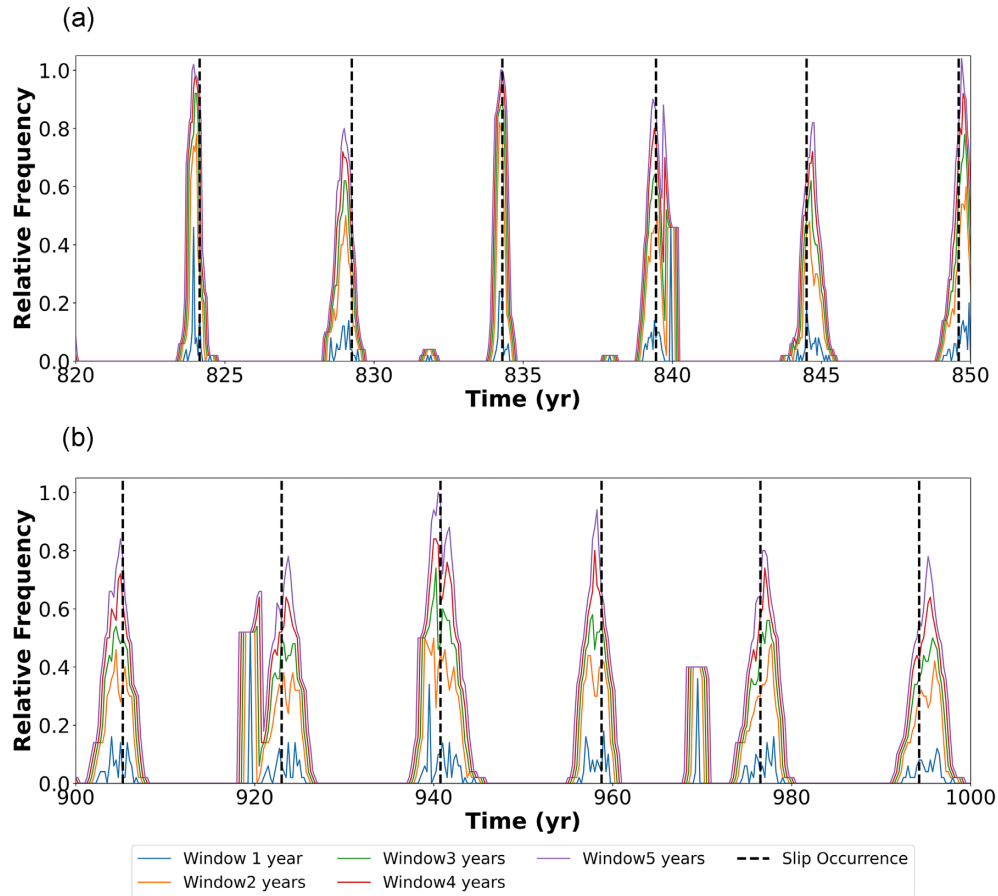 (a)
1.0
0.8
0.6
0.4
0.2
0.0
Relative Frequency
820 825 830 835 840 845 850
Time (yr)
(b)
1.0
0.8
0.6
0.4
0.2
0.0
Relative Frequency
900 920 940 960 980 1000
Time (yr)
Window 1 year Window3 years Window5 years Slip Occurrence
Window2 years Window4 years